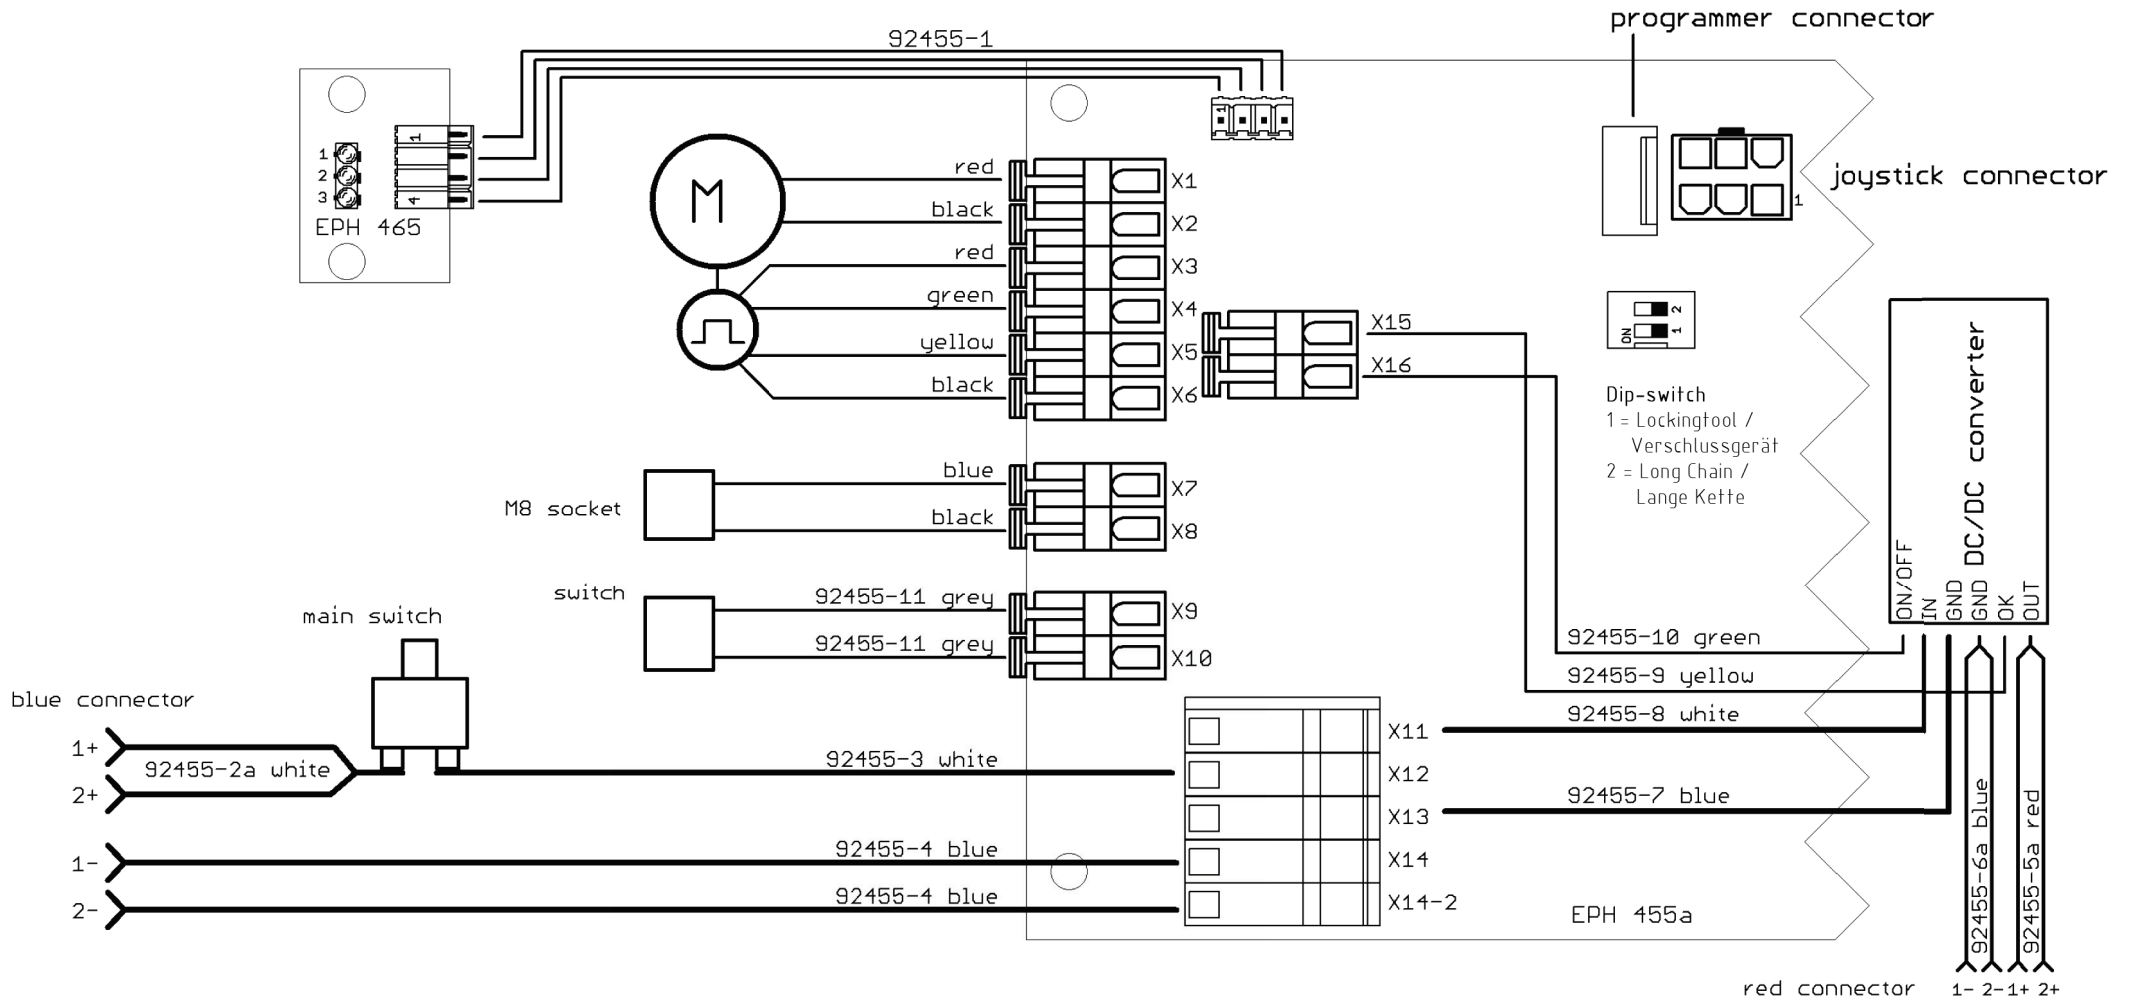 programmer connector
92455-1
1
1
1
2
3
4
EPH 465
M
red
X1
black
X2
red
X3
green
X4
yellow
X5
black
X6
joystick connector
1
X15
X16
2
1
ON
Dip-switch
1 = Lockingtool /
Verschlussgerät
2 = Long Chain /
Lange Kette
DC/DC converter
ON/OFF
IN
GND
GND
OK
OUT
M8 socket
blue
X7
black
X8
switch
92455-11 grey
X9
92455-11 grey
X10
main switch
92455-10 green
92455-9 yellow
92455-8 white
blue connector
1+
92455-2a white
2+
92455-3 white
X11
X12
92455-7 blue
X13
1-
92455-4 blue
X14
2-
92455-4 blue
X14-2
EPH 455a
92455-6a blue
92455-5a red
red connector
1- 2- 1+ 2+